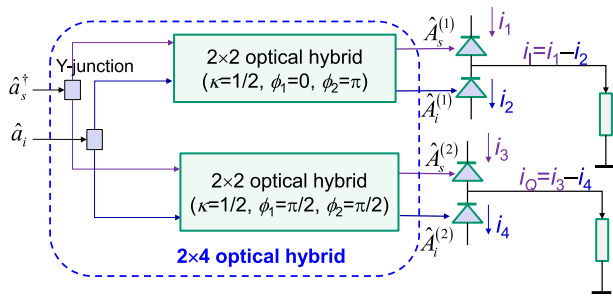 Â_s^(1)
i₁
Y-junction
2×2 optical hybrid
(κ=1/2, ϕ₁=0, ϕ₂=π)
i_I=i₁–i₂
â_s^†
Â_i^(1)
i₂
â_i
Â_s^(2)
i₃
2×2 optical hybrid
(κ=1/2, ϕ₁=π/2, ϕ₂=π/2)
i_Q=i₃–i₄
Â_i^(2)
i₄
2×4 optical hybrid